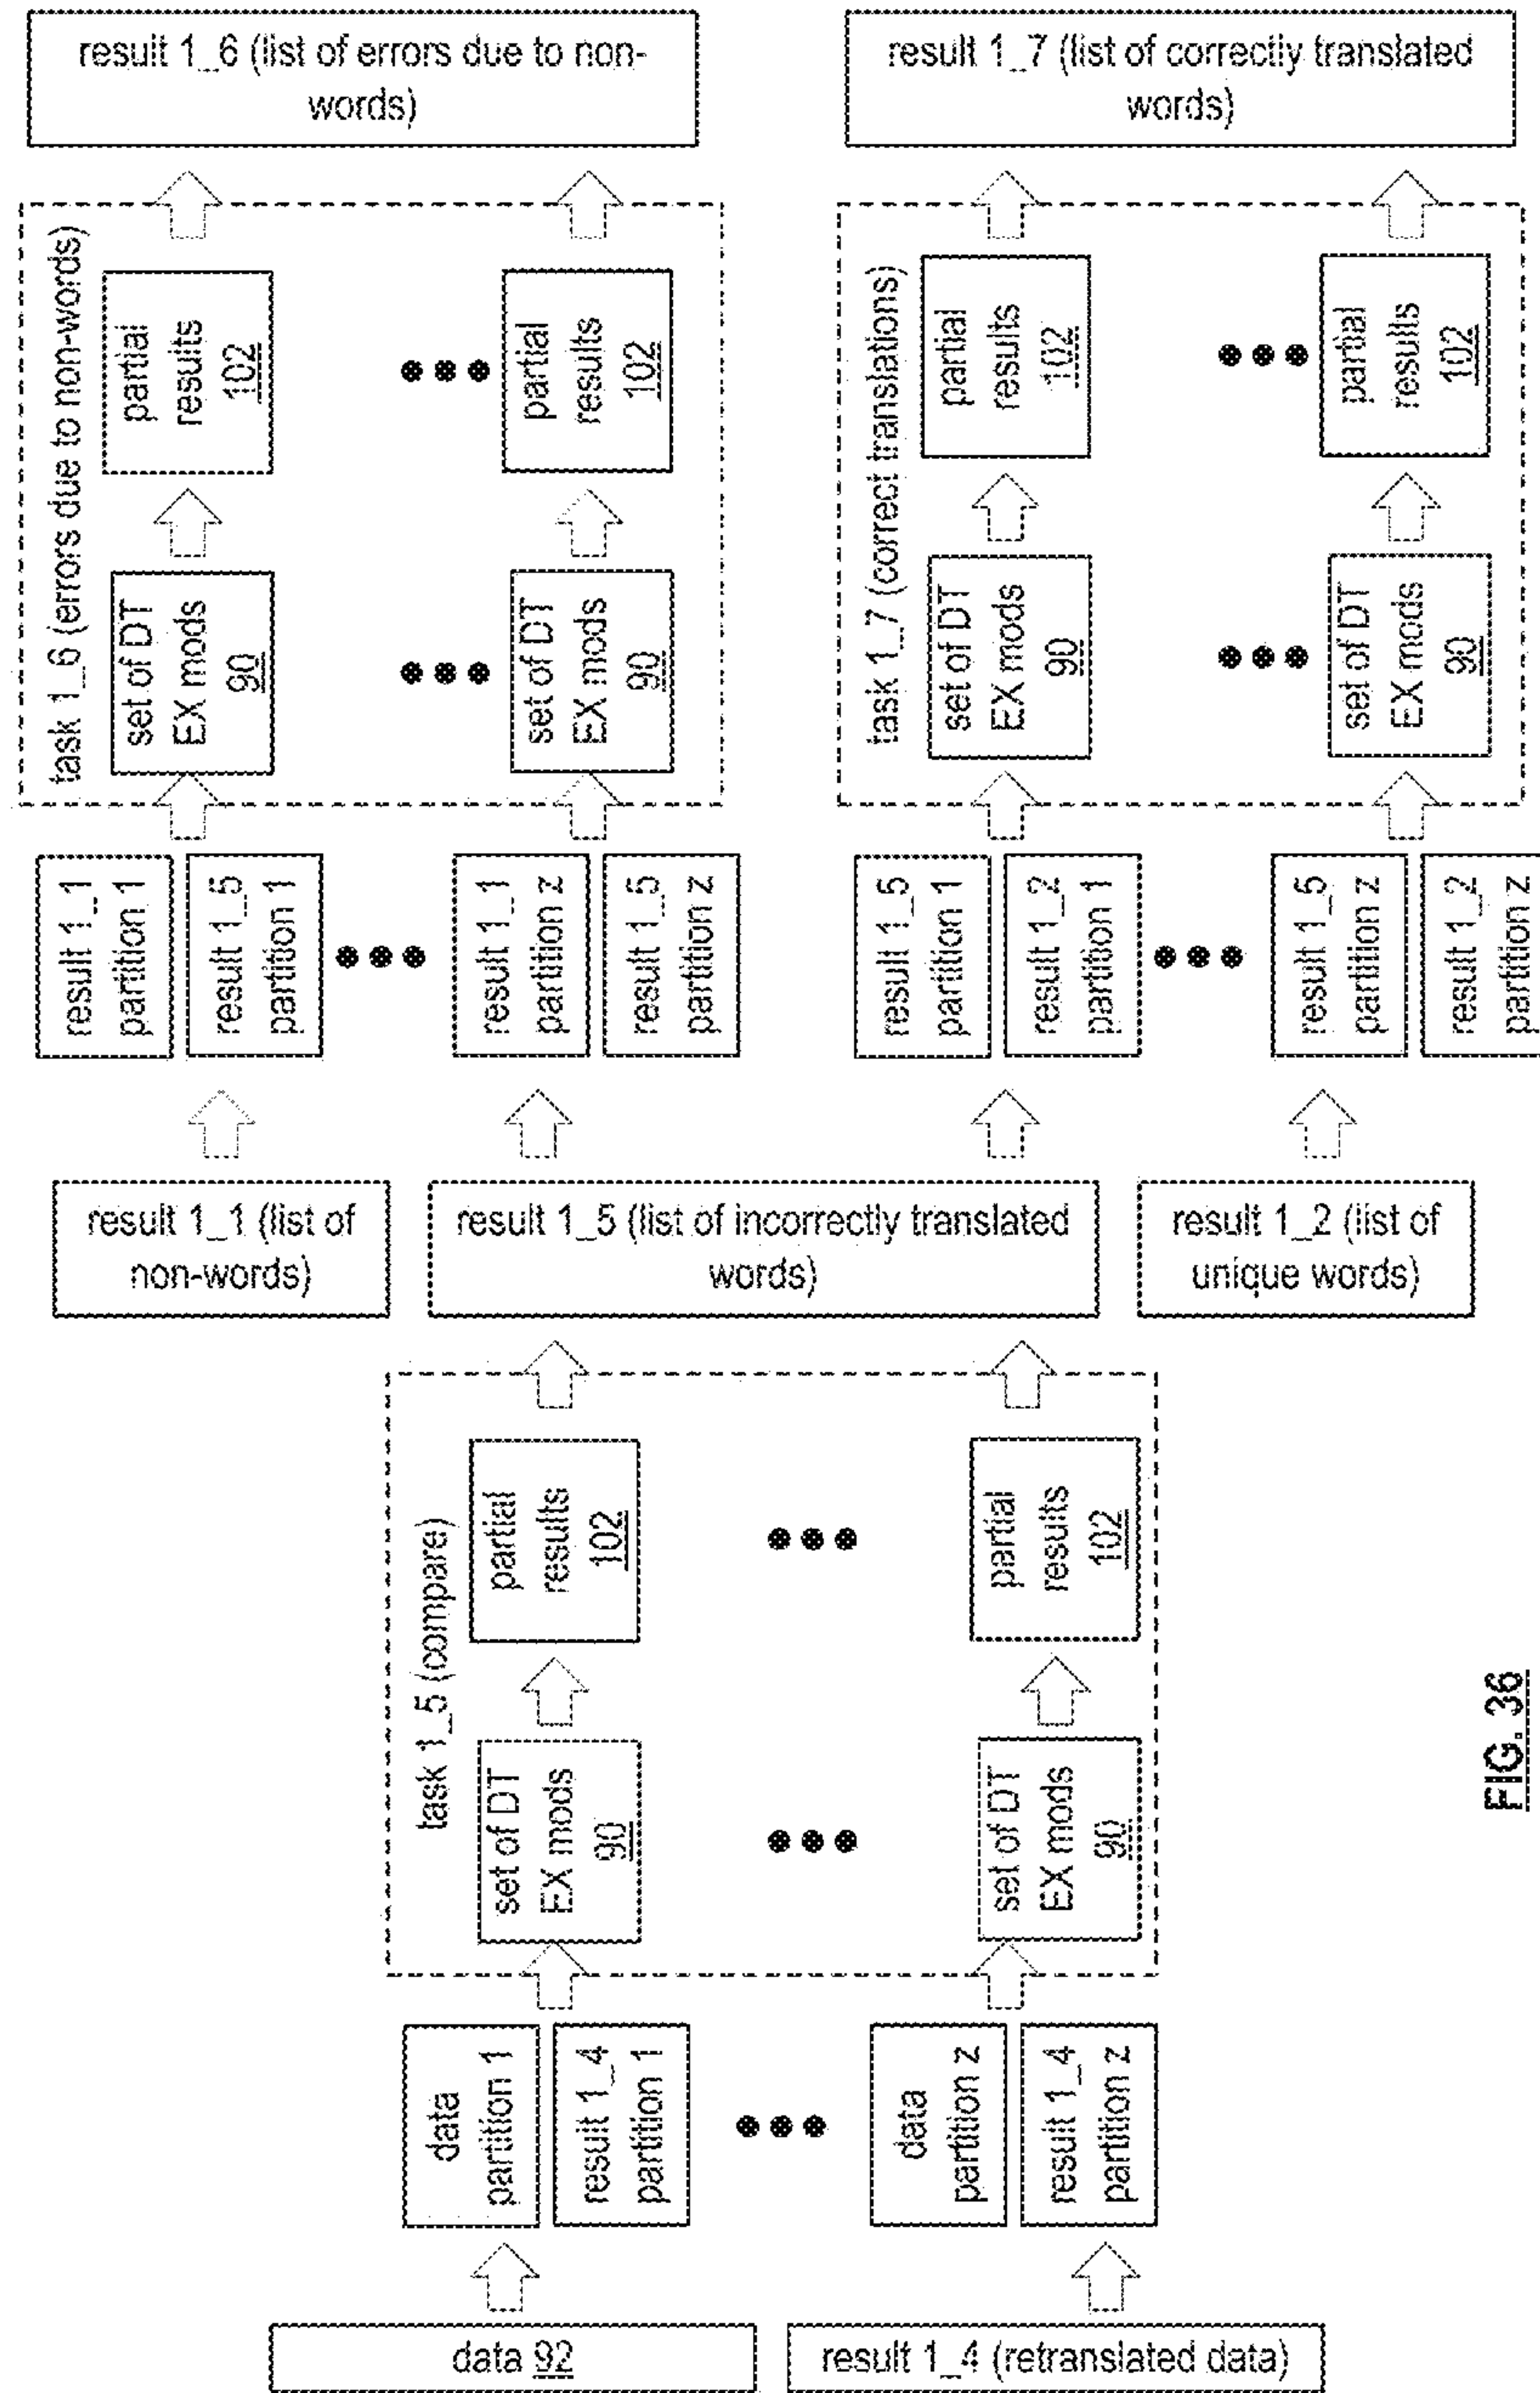 data 92
result 1_4 (retranslated data)
data
partition 1
result 1_4
partition 1
data
partition z
result 1_4
partition z
task 1_5 (compare)
set of DT
EX mods
90
partial
results
102
set of DT
EX mods
90
partial
results
102
result 1_1 (list of
non-words)
result 1_5 (list of incorrectly translated
words)
result 1_2 (list of
unique words)
result 1_1
partition 1
result 1_5
partition 1
result 1_1
partition z
result 1_5
partition z
task 1_6 (errors due to non-words)
set of DT
EX mods
90
partial
results
102
set of DT
EX mods
90
partial
results
102
result 1_6 (list of errors due to non-
words)
result 1_5
partition 1
result 1_2
partition 1
result 1_5
partition z
result 1_2
partition z
task 1_7 (correct translations)
set of DT
EX mods
90
partial
results
102
set of DT
EX mods
90
partial
results
102
result 1_7 (list of correctly translated
words)
FIG. 36